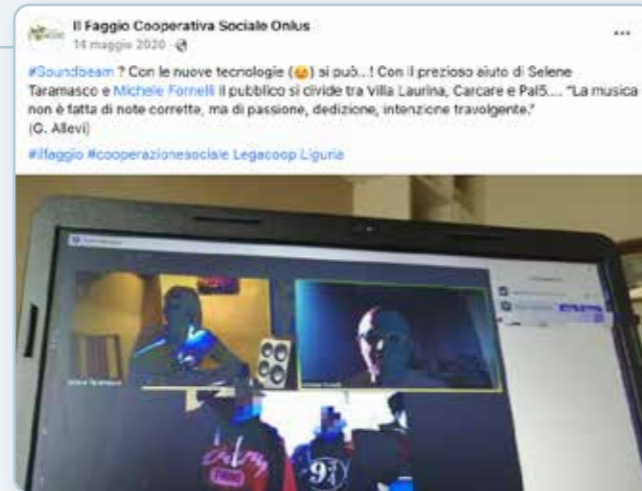 Il Faggio Cooperativa Sociale Onlus
14 maggio 2020 ·
#Soundbeam ? Con le nuove tecnologie (😉) si può..! Con il prezioso aiuto di Selene
Taramasco e Michele Fornelli il pubblico si divide tra Villa Laurina, Carcare e Pal5.... "La musica
non è fatta di note corrette, ma di passione, dedizione, intenzione travolgente."
(G. Allevi)
#ilfaggio #cooperazionesociale Legacoop Liguria
9¾